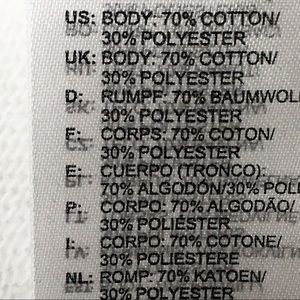 US: BODY: 70% COTTON/
30% POLYESTER
UK: BODY: 70% COTTON/
30% POLYESTER
D: RUMPF: 70% BAUMWOL
30% POLYESTER
F: CORPS: 70% COTON/
30% POLYESTER
E: CUERPO (TRONCO):
70% ALGODÓN/30% POLI
P: CORPO: 70% ALGODÃO/
30% POLIÉSTER
I: CORPO: 70% COTONE/
30% POLIESTERE
NL: ROMP: 70% KATOEN/
30% POLYESTER